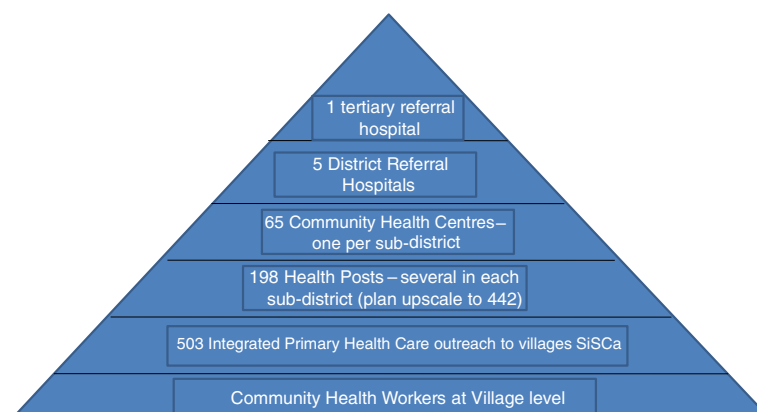 1 tertiary referral
hospital
5 District Referral
Hospitals
65 Community Health Centres–
one per sub-district
198 Health Posts – several in each
sub-district (plan upscale to 442)
503 Integrated Primary Health Care outreach to villages SiSCa
Community Health Workers at Village level